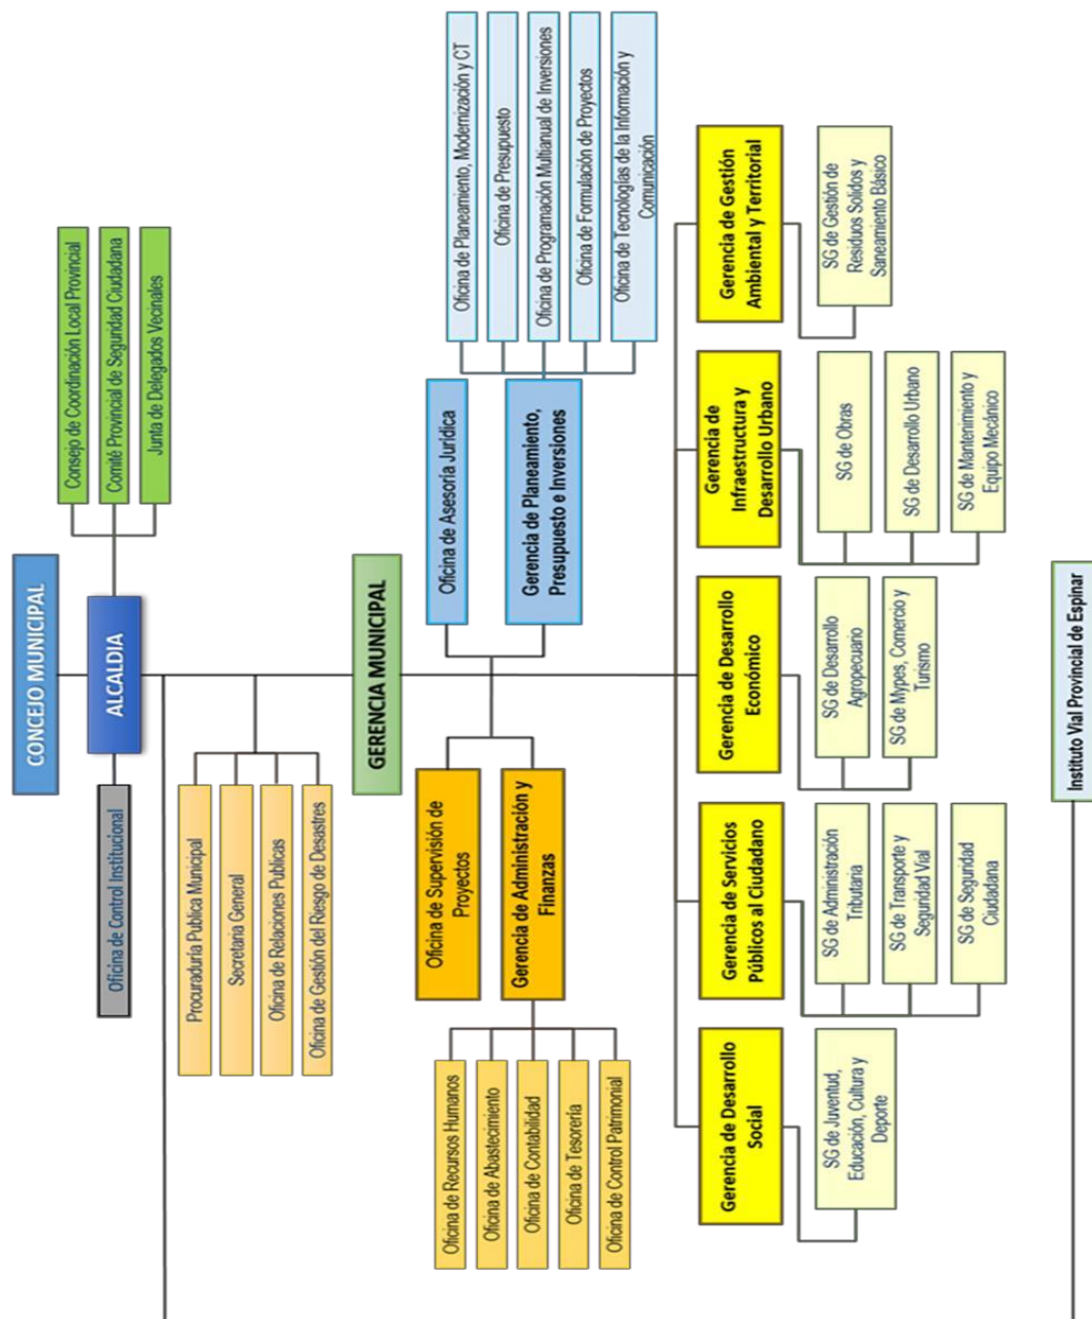 CONCEJO MUNICIPAL
ALCALDIA
Oficina de Control Institucional
Consejo de Coordinación Local Provincial
Comité Provincial de Seguridad Ciudadana
Junta de Delegados Vecinales
Procuraduría Publica Municipal
Secretaria General
Oficina de Relaciones Publicas
Oficina de Gestión del Riesgo de Desastres
GERENCIA MUNICIPAL
Oficina de Supervisión de
Proyectos
Gerencia de Administración y
Finanzas
Oficina de Recursos Humanos
Oficina de Abastecimiento
Oficina de Contabilidad
Oficina de Tesorería
Oficina de Control Patrimonial
Oficina de Asesoría Jurídica
Gerencia de Planeamiento,
Presupuesto e Inversiones
Oficina de Planeamiento, Modernización y CT
Oficina de Presupuesto
Oficina de Programación Multianual de Inversiones
Oficina de Formulación de Proyectos
Oficina de Tecnologías de la Información y
Comunicación
Gerencia de Desarrollo
Social
SG de Juventud,
Educación, Cultura y
Deporte
Gerencia de Servicios
Públicos al Ciudadano
SG de Administración
Tributaria
SG de Transporte y
Seguridad Vial
SG de Seguridad
Ciudadana
Gerencia de Desarrollo
Económico
SG de Desarrollo
Agropecuario
SG de Mypes, Comercio y
Turismo
Gerencia de
Infraestructura y
Desarrollo Urbano
SG de Obras
SG de Desarrollo Urbano
SG de Mantenimiento y
Equipo Mecánico
Gerencia de Gestión
Ambiental y Territorial
SG de Gestión de
Residuos Solidos y
Saneamiento Básico
Instituto Vial Provincial de Espinar